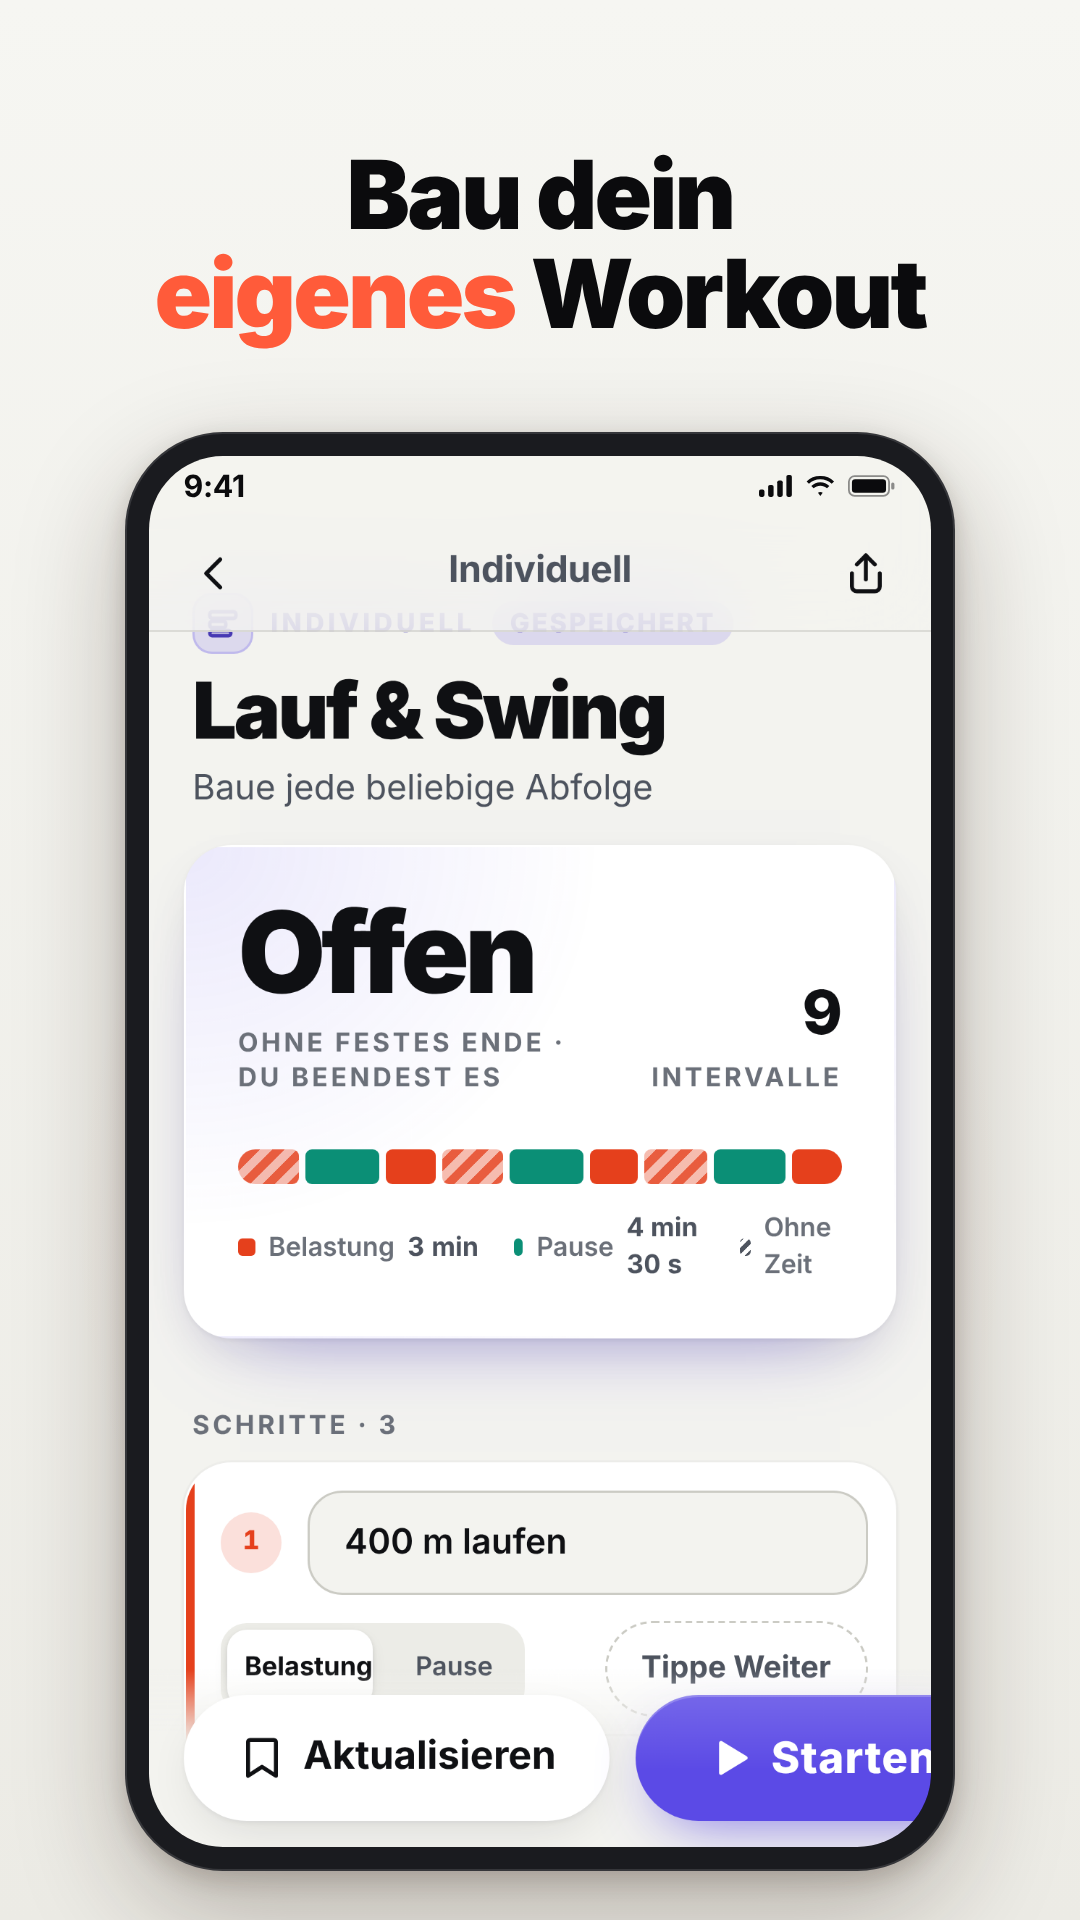 Bau dein
eigenes Workout
9:41
Individuell
INDIVIDUELL GESPEICHERT
Lauf & Swing
Baue jede beliebige Abfolge
Offen
OHNE FESTES ENDE ·
DU BEENDEST ES
9
INTERVALLE
Belastung 3 min
Pause 4 min 30 s
Ohne Zeit
SCHRITTE · 3
1
400 m laufen
Belastung Pause
Tippe Weiter
Aktualisieren
Starten